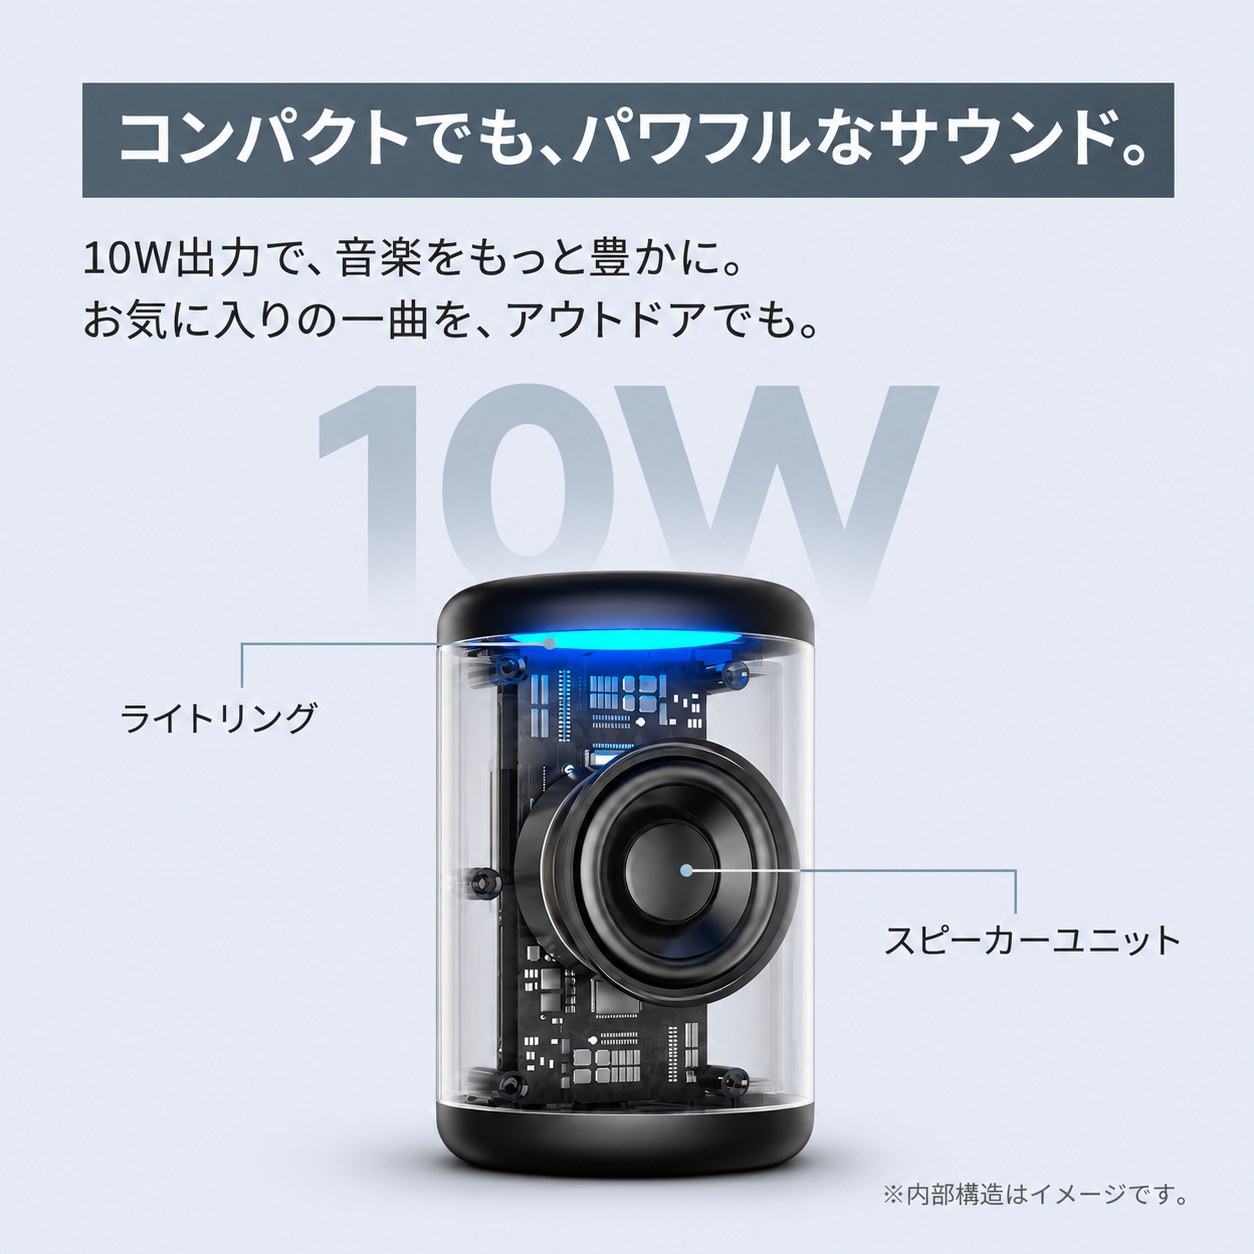 コンパクトでも、パワフルなサウンド。
10W出力で、音楽をもっと豊かに。
お気に入りの一曲を、アウトドアでも。
10W
ライトリング
スピーカーユニット
※内部構造はイメージです。